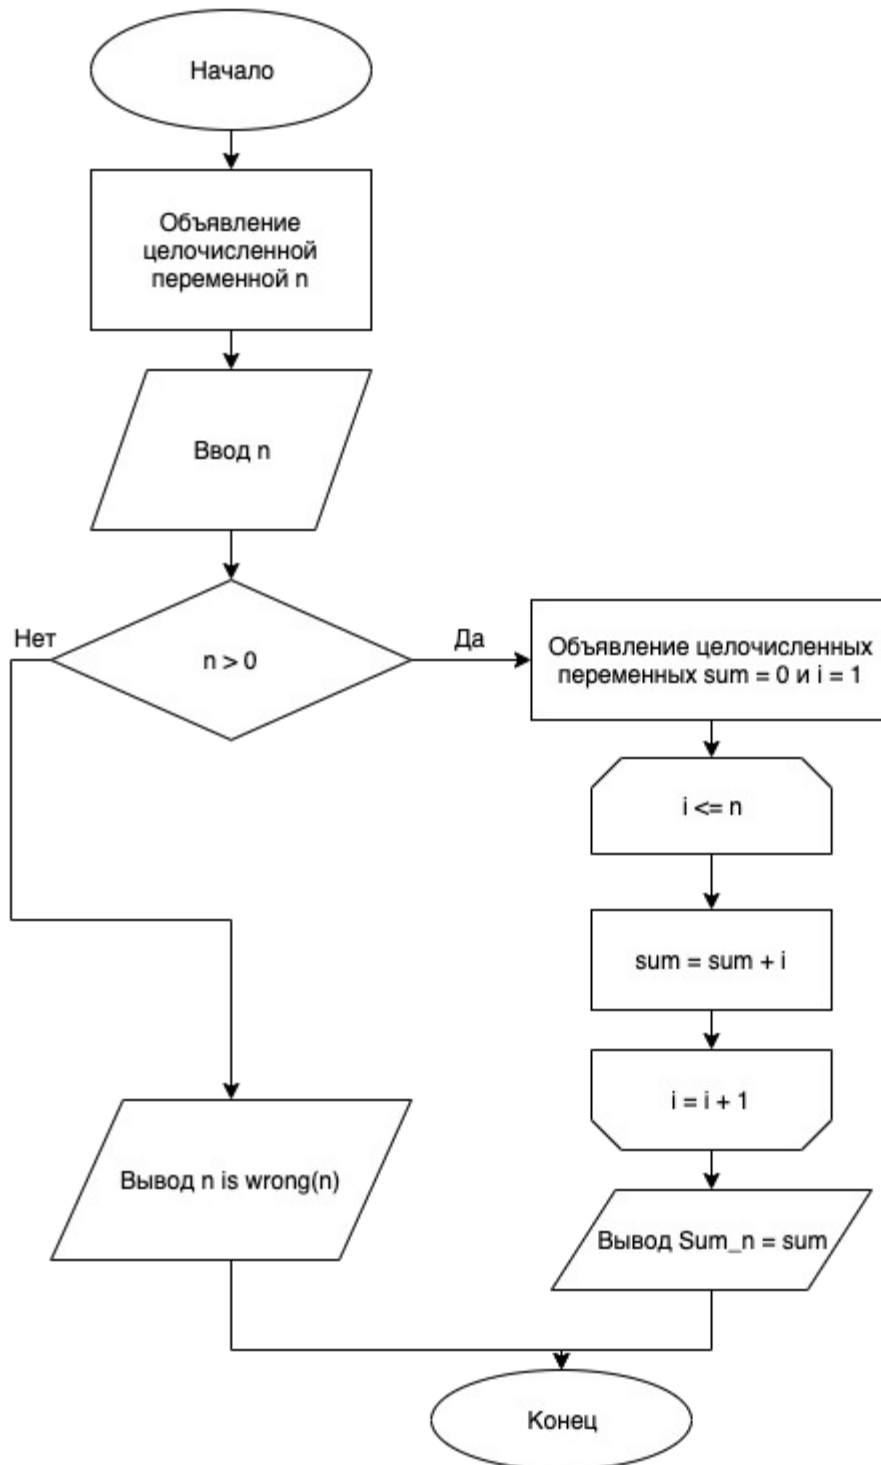 Начало
Объявление
целочисленной
переменной n
Ввод n
n > 0
Нет
Да
Объявление целочисленных
переменных sum = 0 и i = 1
i <= n
sum = sum + i
i = i + 1
Вывод n is wrong(n)
Вывод Sum_n = sum
Конец